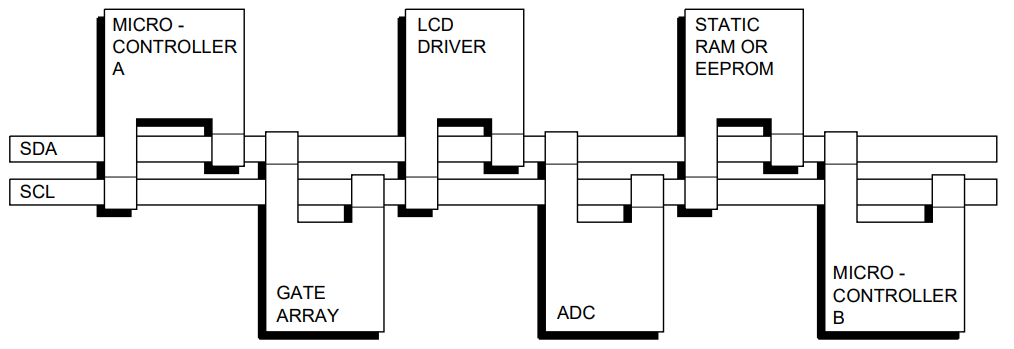 MICRO -
CONTROLLER
A
LCD
DRIVER
STATIC
RAM OR
EEPROM
SDA
SCL
GATE
ARRAY
ADC
MICRO -
CONTROLLER
B